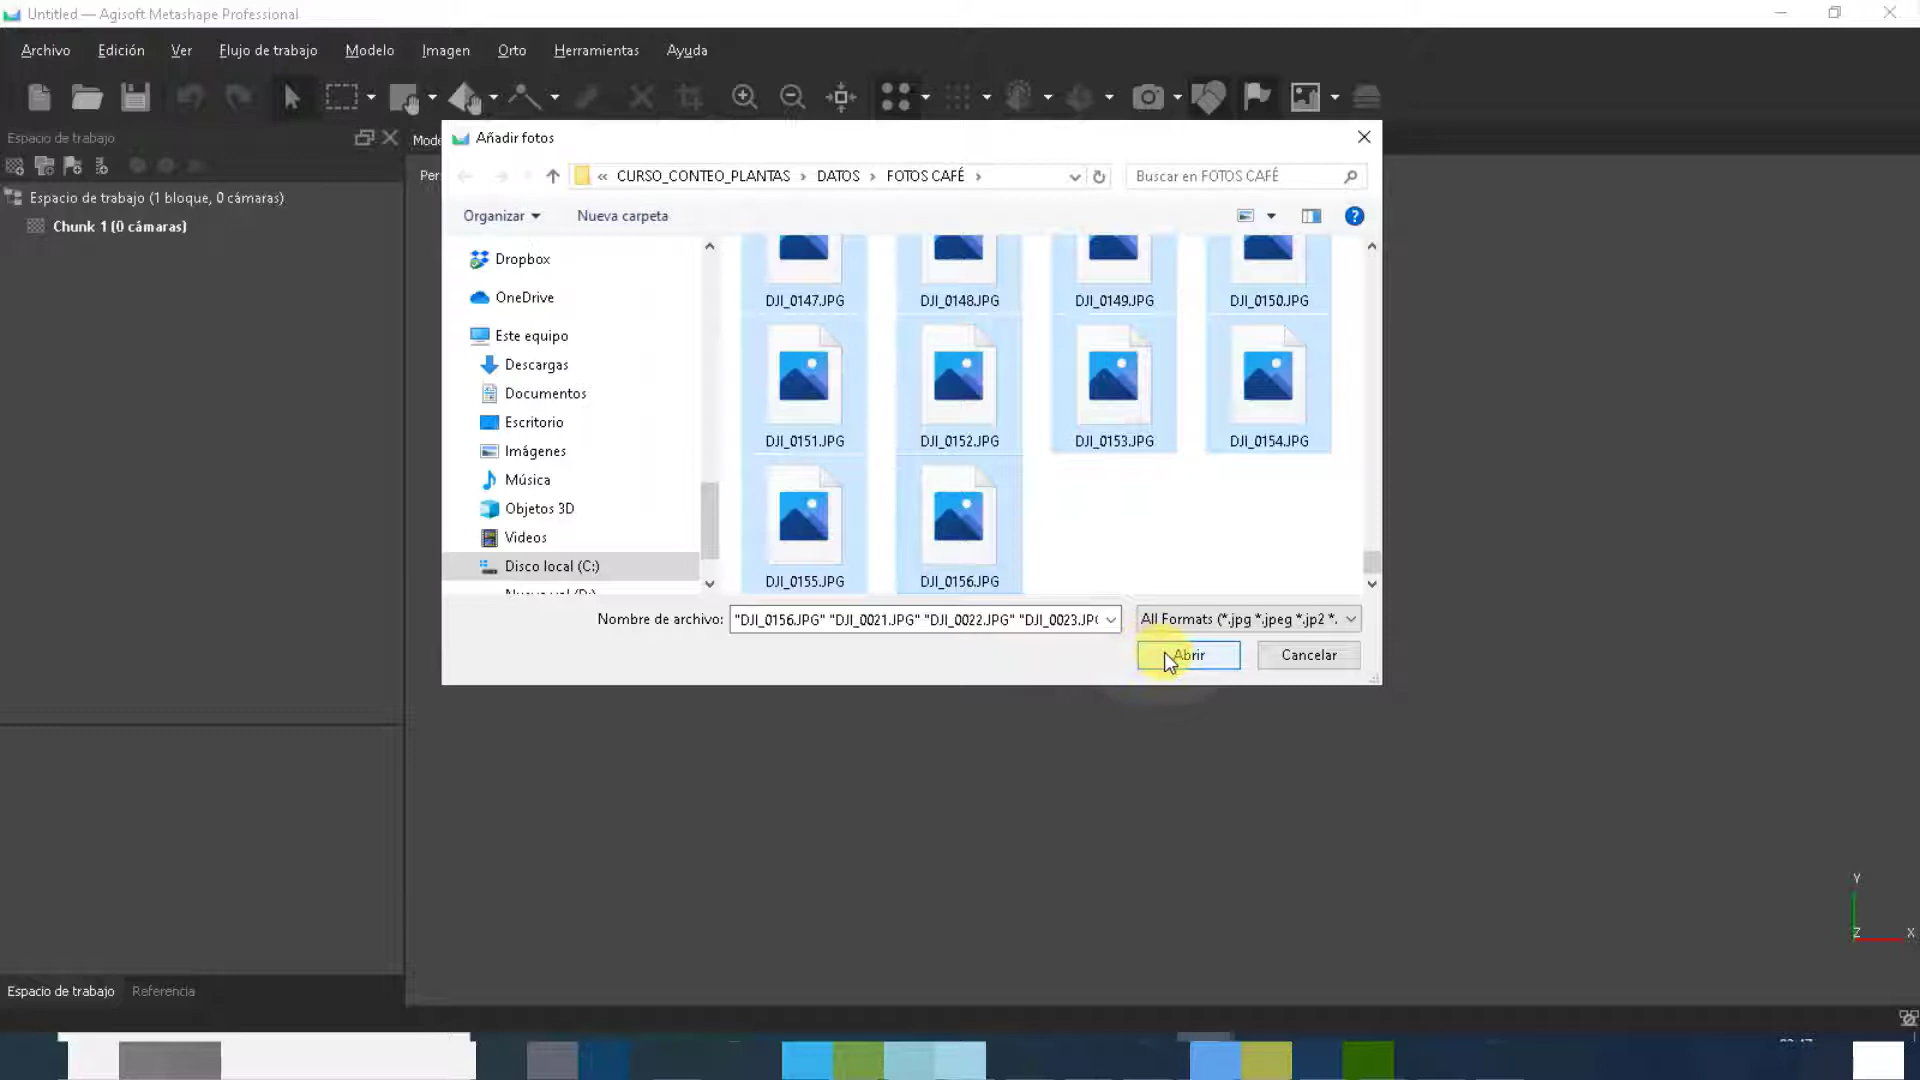 Untitled — Agisoft Metashape Professional
Archivo Edición Ver Flujo de trabajo Modelo Imagen Orto Herramientas Ayuda
Espacio de trabajo
Mode
Per
Espacio de trabajo (1 bloque, 0 cámaras)
Chunk 1 (0 cámaras)
Añadir fotos
« CURSO_CONTEO_PLANTAS › DATOS › FOTOS CAFÉ ›
Buscar en FOTOS CAFÉ
Organizar
Nueva carpeta
Dropbox
OneDrive
Este equipo
Descargas
Documentos
Escritorio
Imágenes
Música
Objetos 3D
Videos
Disco local (C:)
DJI_0147.JPG DJI_0148.JPG DJI_0149.JPG DJI_0150.JPG
DJI_0151.JPG DJI_0152.JPG DJI_0153.JPG DJI_0154.JPG
DJI_0155.JPG DJI_0156.JPG
Nombre de archivo: "DJI_0156.JPG" "DJI_0021.JPG" "DJI_0022.JPG" "DJI_0023.JP(
All Formats (*.jpg *.jpeg *.jp2 *.
Abrir
Cancelar
Y
Z
X
Espacio de trabajo Referencia